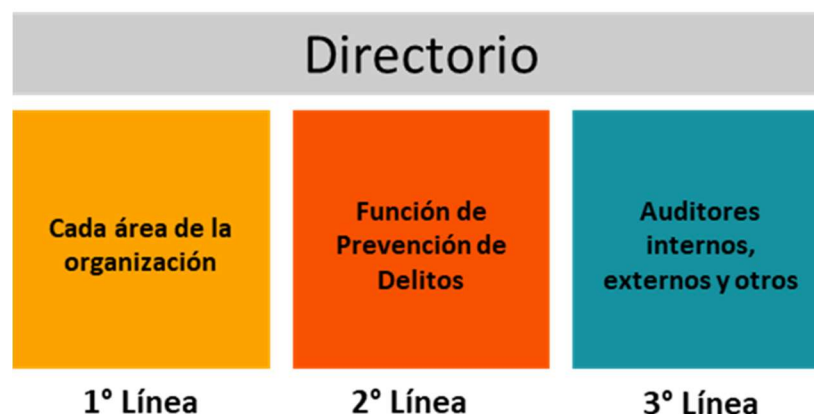 Directorio
Cada área de la
organización
Función de
Prevención de
Delitos
Auditores
internos,
externos y otros
1° Línea
2° Línea
3° Línea